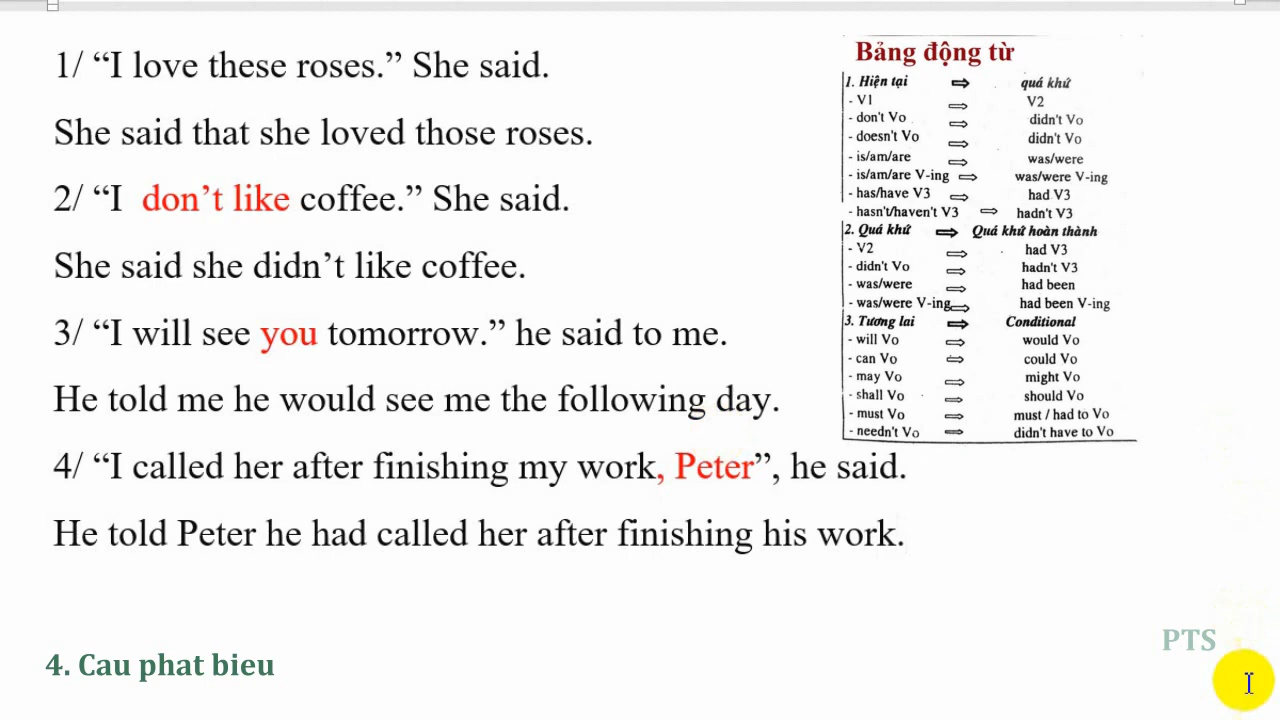 1/ “I love these roses.” She said.
She said that she loved those roses.
2/ “I don’t like coffee.” She said.
She said she didn’t like coffee.
3/ “I will see you tomorrow.” he said to me.
He told me he would see me the following day.
4/ “I called her after finishing my work, Peter”, he said.
He told Peter he had called her after finishing his work.
Bảng động từ
1. Hiện tại ⇨ quá khứ
- V1 ⇨ V2
- don't Vo ⇨ didn't Vo
- doesn't Vo ⇨ didn't Vo
- is/am/are ⇨ was/were
- is/am/are V-ing ⇨ was/were V-ing
- has/have V3 ⇨ had V3
- hasn't/haven't V3 ⇨ hadn't V3
2. Quá khứ ⇨ Quá khứ hoàn thành
- V2 ⇨ had V3
- didn't Vo ⇨ hadn't V3
- was/were ⇨ had been
- was/were V-ing ⇨ had been V-ing
3. Tương lai ⇨ Conditional
- will Vo ⇨ would Vo
- can Vo ⇨ could Vo
- may Vo ⇨ might Vo
- shall Vo ⇨ should Vo
- must Vo ⇨ must / had to Vo
- needn't Vo ⇨ didn't have to Vo
PTS
4. Cau phat bieu